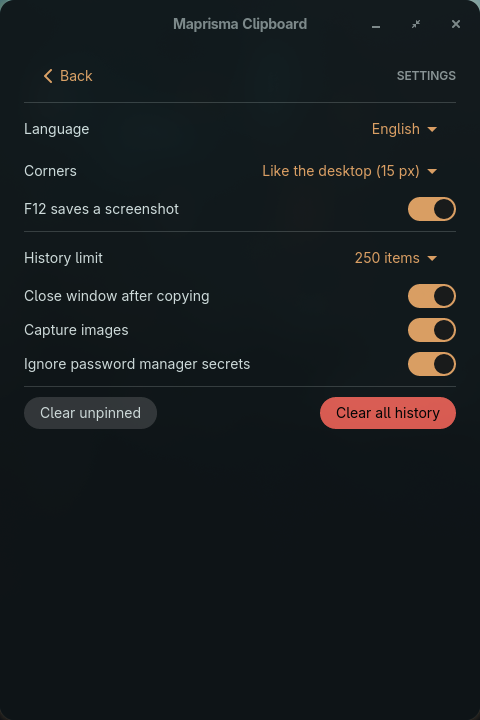 Maprisma Clipboard
Back
SETTINGS
Language
English
Corners
Like the desktop (15 px)
F12 saves a screenshot
History limit
250 items
Close window after copying
Capture images
Ignore password manager secrets
Clear unpinned
Clear all history